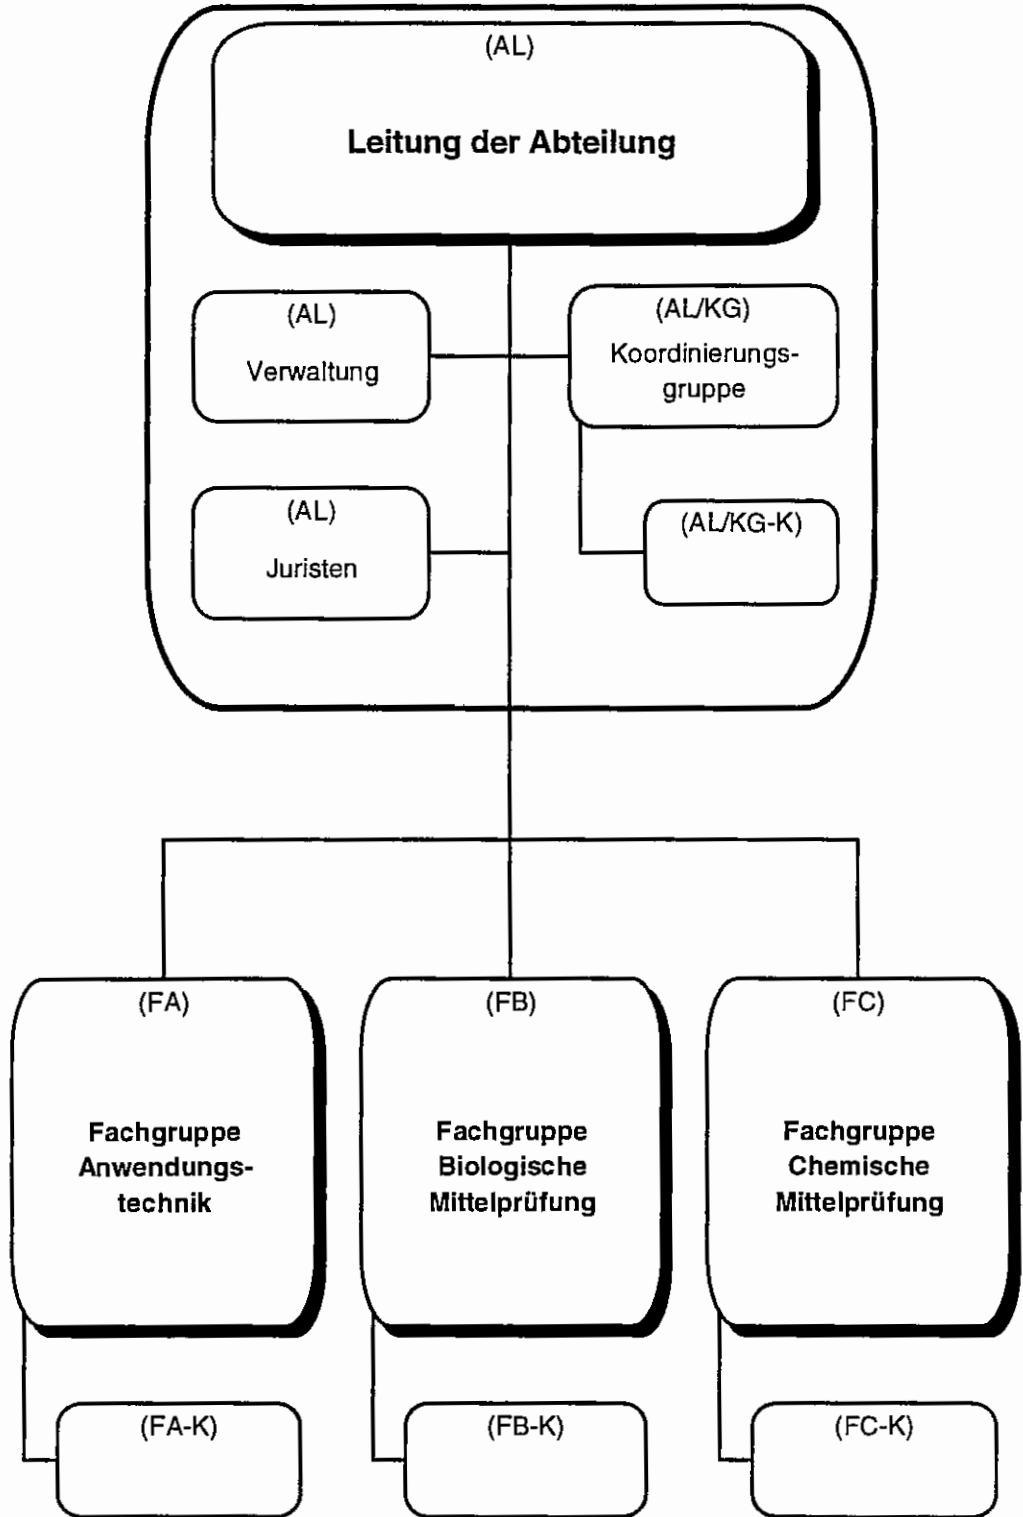 (AL)
Leitung der Abteilung
(AL)
Verwaltung
(AL/KG)
Koordinierungs-
gruppe
(AL)
Juristen
(AL/KG-K)
(FA)
Fachgruppe
Anwendungs-
technik
(FB)
Fachgruppe
Biologische
Mittelprüfung
(FC)
Fachgruppe
Chemische
Mittelprüfung
(FA-K)
(FB-K)
(FC-K)